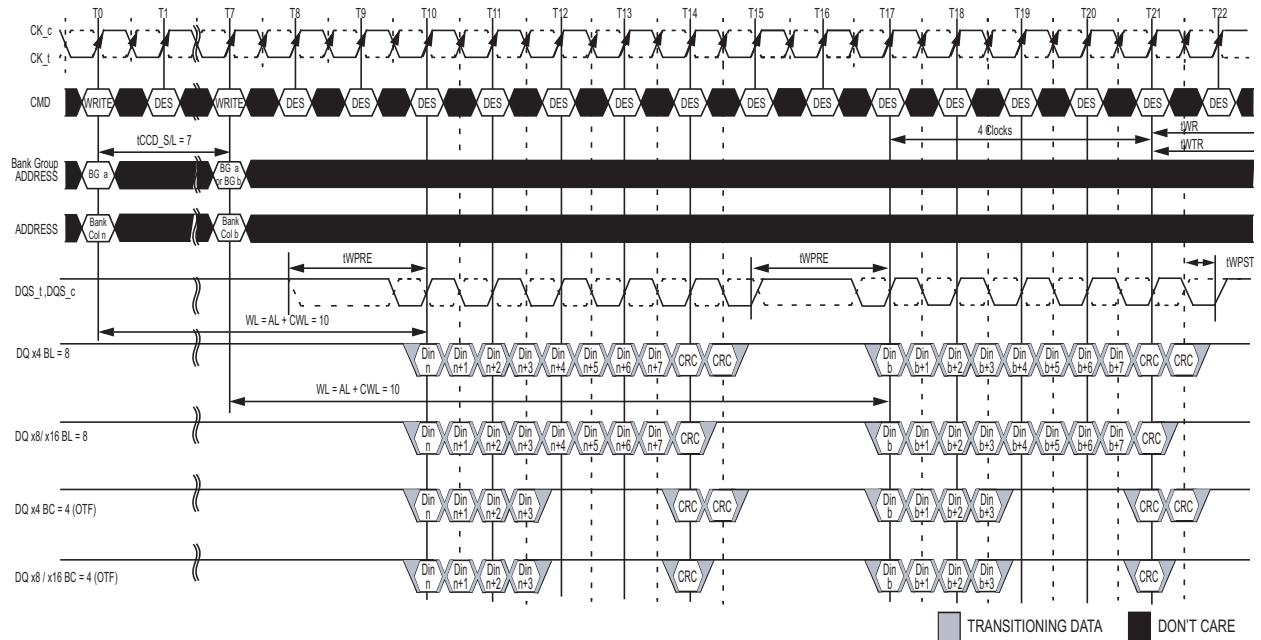 T0 T1 T7 T8 T9 T10 T11 T12 T13 T14 T15 T16 T17 T18 T19 T20 T21 T22
CK_c
CK_t
CMD WRITE DES WRITE DES DES DES DES DES DES DES DES DES DES DES DES DES DES DES
tCCD_S/L = 7
4 Clocks
tWR
tWTR
Bank Group
ADDRESS
BG a
BG a
or BG b
ADDRESS
Bank
Col n
Bank
Col b
tWPRE tWPRE tWPST
DQS_t ,DQS_c
WL = AL + CWL = 10
DQ x4 BL = 8
Din Din Din Din Din Din Din Din CRC CRC Din Din Din Din Din Din Din Din CRC CRC
n n+1 n+2 n+3 n+4 n+5 n+6 n+7 b b+1 b+2 b+3 b+4 b+5 b+6 b+7
WL = AL + CWL = 10
DQ x8/ x16 BL = 8
Din Din Din Din Din Din Din Din CRC Din Din Din Din Din Din Din Din CRC
n n+1 n+2 n+3 n+4 n+5 n+6 n+7 b b+1 b+2 b+3 b+4 b+5 b+6 b+7
DQ x4 BC = 4 (OTF)
Din Din Din Din CRC CRC Din Din Din Din CRC CRC
n n+1 n+2 n+3 b b+1 b+2 b+3
DQ x8 / x16 BC = 4 (OTF)
Din Din Din Din CRC Din Din Din Din CRC
n n+1 n+2 n+3 b b+1 b+2 b+3
TRANSITIONING DATA DON'T CARE